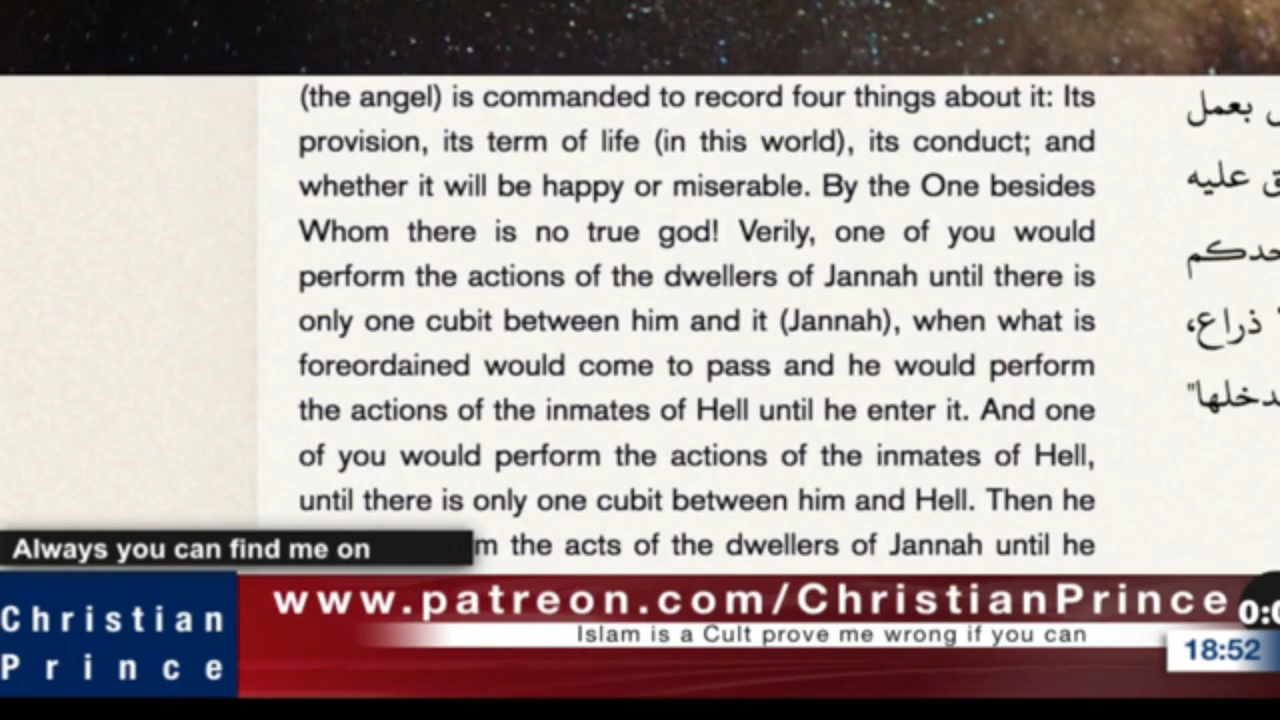 (the angel) is commanded to record four things about it: Its
provision, its term of life (in this world), its conduct; and
whether it will be happy or miserable. By the One besides
Whom there is no true god! Verily, one of you would
perform the actions of the dwellers of Jannah until there is
only one cubit between him and it (Jannah), when what is
foreordained would come to pass and he would perform
the actions of the inmates of Hell until he enter it. And one
of you would perform the actions of the inmates of Hell,
until there is only one cubit between him and Hell. Then he
m the acts of the dwellers of Jannah until he
بعمل
عليه
ذراع،
Always you can find me on
www.patreon.com/ChristianPrince
Islam is a Cult prove me wrong if you can
Christian
Prince
18:52